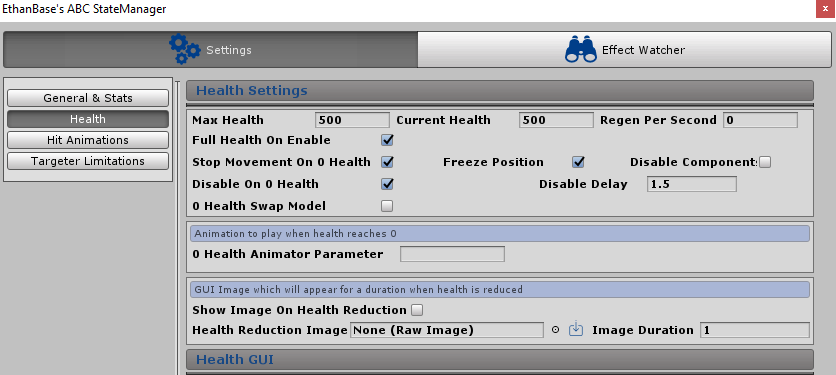 EthanBase's ABC StateManager
x
Settings
Effect Watcher
General & Stats
Health
Hit Animations
Targeter Limitations
Health Settings
Max Health 500 Current Health 500 Regen Per Second 0
Full Health On Enable
Stop Movement On 0 Health Freeze Position Disable Component:
Disable On 0 Health Disable Delay 1.5
0 Health Swap Model
Animation to play when health reaches 0
0 Health Animator Parameter
GUI Image which will appear for a duration when health is reduced
Show Image On Health Reduction
Health Reduction Image None (Raw Image) Image Duration 1
Health GUI